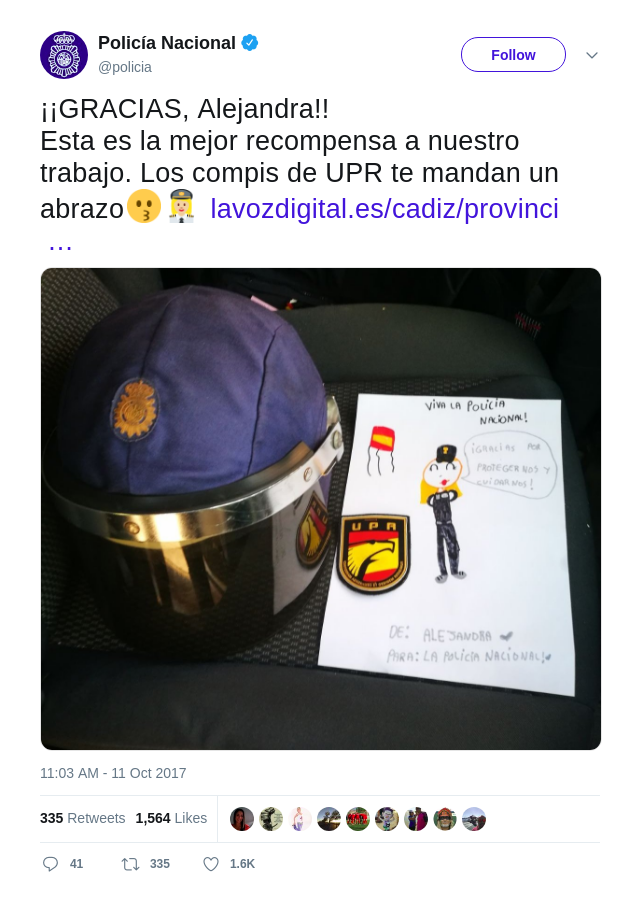 Policía Nacional
@policia
Follow
¡¡GRACIAS, Alejandra!!
Esta es la mejor recompensa a nuestro
trabajo. Los compis de UPR te mandan un
abrazo😗👩‍✈️ lavozdigital.es/cadiz/provinci
…
VIVA LA POLICÍA
NACIONAL!
¡GRACIAS POR
PROTEGERNOS Y
CUIDARNOS!
UPR
DE: ALEJANDRA
PARA: LA POLICÍA NACIONAL!
11:03 AM - 11 Oct 2017
335 Retweets 1,564 Likes
41 335 1.6K